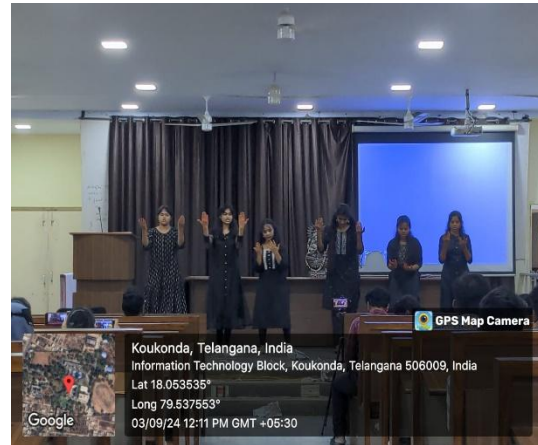 GPS Map Camera
Koukonda, Telangana, India
Information Technology Block, Koukonda, Telangana 506009, India
Lat 18.053535°
Long 79.537553°
03/09/24 12:11 PM GMT +05:30
Google